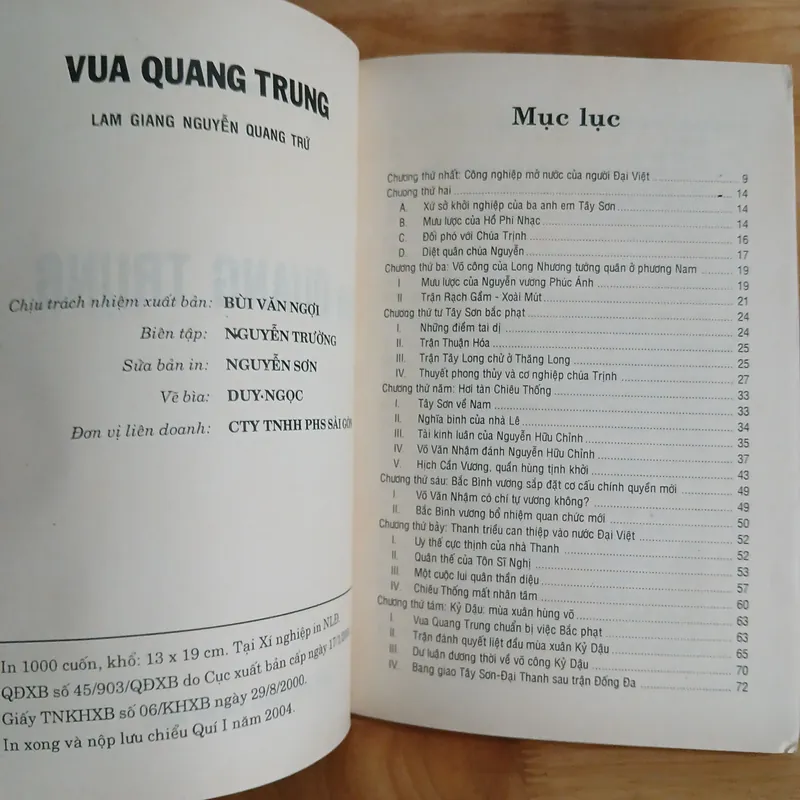 VUA QUANG TRUNG
LAM GIANG NGUYỄN QUANG TRỨ
Chịu trách nhiệm xuất bản: BÙI VĂN NGỢI
Biên tập: NGUYỄN TRƯỜNG
Sửa bản in: NGUYỄN SƠN
Vẽ bìa: DUY-NGỌC
Đơn vị liên doanh: CTY TNHH PHS SÀI GÒN
In 1000 cuốn, khổ: 13 x 19 cm. Tại Xí nghiệp in NLB.
QĐXB số 45/903/QĐXB do Cục xuất bản cấp ngày
Giấy TNKHXB số 06/KHXB ngày 29/8/2000.
In xong và nộp lưu chiểu Quí I năm 2004.
Mục lục
Chương thứ nhất: Công nghiệp mở nước của người Đại Việt 9
Chương thứ hai 14
A. Xứ sở khởi nghiệp của ba anh em Tây Sơn 14
B. Mưu lược của Hồ Phi Nhạc 14
C. Đối phó với Chúa Trịnh 16
D. Diệt quân chúa Nguyễn 17
Chương thứ ba: Võ công của Long Nhương tướng quân ở phương Nam 19
I Mưu lược của Nguyễn vương Phúc Ánh 19
II Trận Rạch Gầm - Xoài Mút 21
Chương thứ tư Tây Sơn bắc phạt 24
I. Những điểm tai dị 24
II. Trận Thuận Hóa 25
III. Trận Tây Long chử ở Thăng Long 25
IV. Thuyết phong thủy và cơ nghiệp chúa Trịnh 27
Chương thứ năm: Hơi tàn Chiêu Thống 33
I. Tây Sơn về Nam 33
II. Nghĩa binh của nhà Lê 34
III. Tài kinh luân của Nguyễn Hữu Chỉnh 35
IV Võ Văn Nhậm đánh Nguyễn Hữu Chỉnh 37
V. Hịch Cần Vương, quần hùng tịnh khởi 43
Chương thứ sáu: Bắc Bình vương sắp đặt cơ cấu chính quyền mới 49
I Võ Văn Nhậm có chí tự vương không? 49
II. Bắc Bình vương bổ nhiệm quan chức mới 50
Chương thứ bảy: Thanh triều can thiệp vào nước Đại Việt 52
I. Uy thế cực thịnh của nhà Thanh 52
II. Quân thế của Tôn Sĩ Nghị 53
III. Một cuộc lui quân thần diệu 57
IV. Chiêu Thống mất nhân tâm 60
Chương thứ tám: Kỷ Dậu: mùa xuân hùng võ 63
I Vua Quang Trung chuẩn bị việc Bắc phạt 63
II. Trận đánh quyết liệt đầu mùa xuân Kỷ Dậu 65
III. Dư luận đương thời về võ công Kỷ Dậu 70
IV. Bang giao Tây Sơn-Đại Thanh sau trận Đống Đa 72